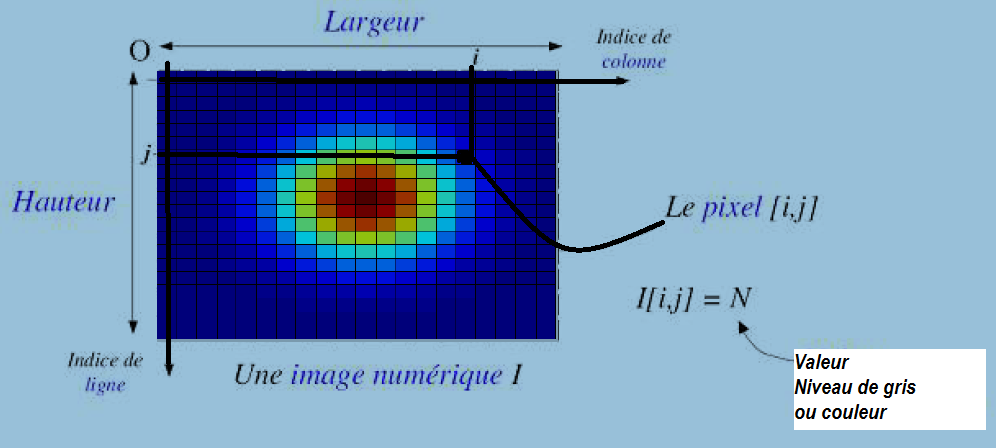 Largeur
O
i
Indice de
colonne
j
Hauteur
Le pixel [i,j]
I[i,j] = N
Indice de
ligne
Une image numérique I
Valeur
Niveau de gris
ou couleur